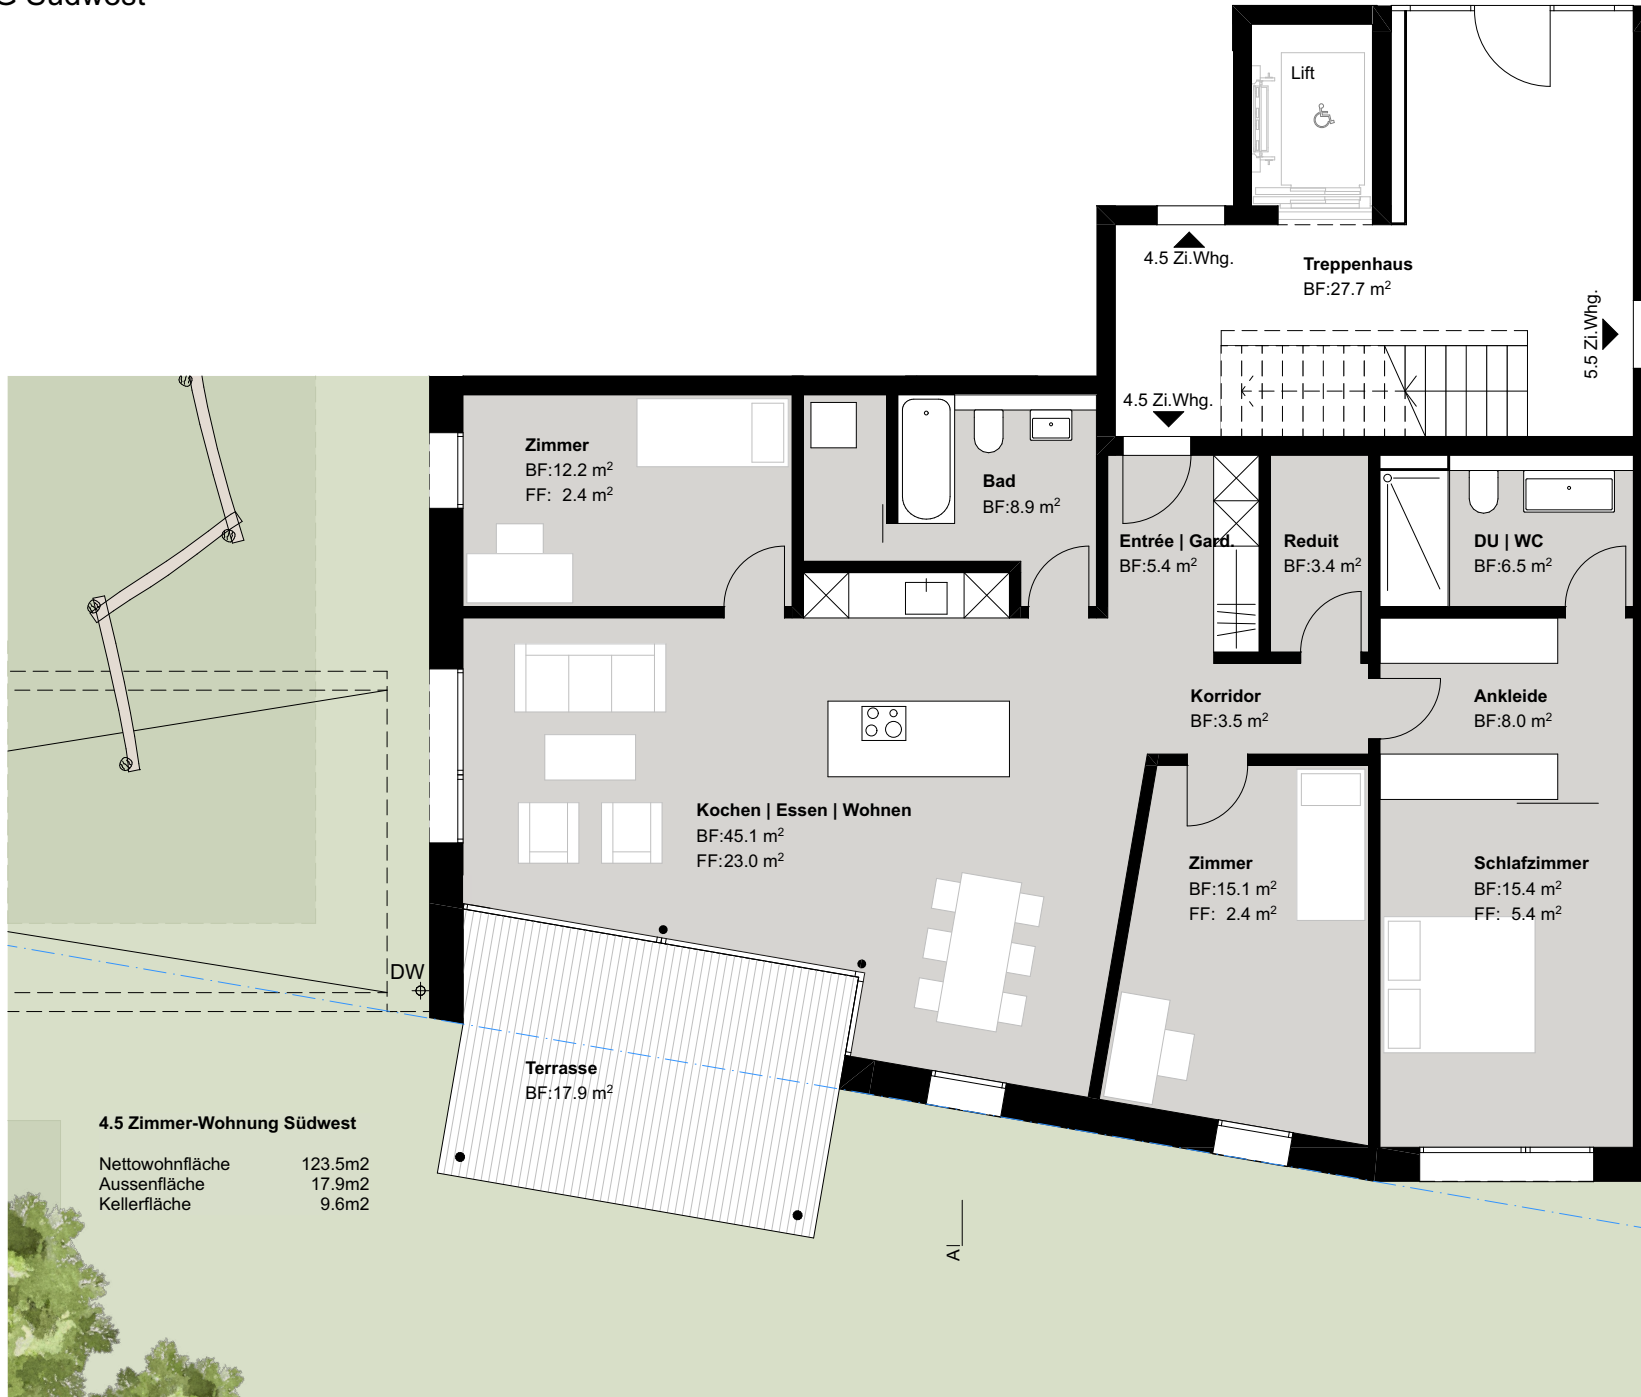 Südwest
Lift
4.5 Zi.Whg.
Treppenhaus
BF:27.7 m²
5.5 Zi.Whg.
4.5 Zi.Whg.
Zimmer
BF:12.2 m²
FF: 2.4 m²
Bad
BF:8.9 m²
Entrée | Gard.
BF:5.4 m²
Reduit
BF:3.4 m²
DU | WC
BF:6.5 m²
Korridor
BF:3.5 m²
Ankleide
BF:8.0 m²
Kochen | Essen | Wohnen
BF:45.1 m²
FF:23.0 m²
Zimmer
BF:15.1 m²
FF: 2.4 m²
Schlafzimmer
BF:15.4 m²
FF: 5.4 m²
DW
Terrasse
BF:17.9 m²
4.5 Zimmer-Wohnung Südwest
Nettowohnfläche 123.5m2
Aussenfläche 17.9m2
Kellerfläche 9.6m2
A